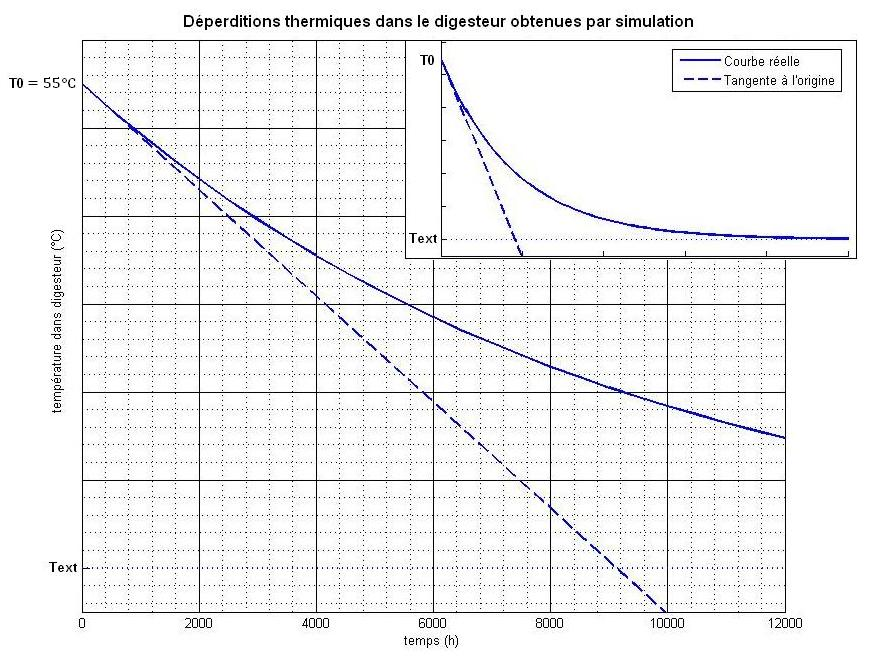 Déperditions thermiques dans le digesteur obtenues par simulation
T0 = 55°C
T0
Courbe réelle
Tangente à l'origine
Text
température dans digesteur (°C)
Text
0 2000 4000 6000 8000 10000 12000
temps (h)